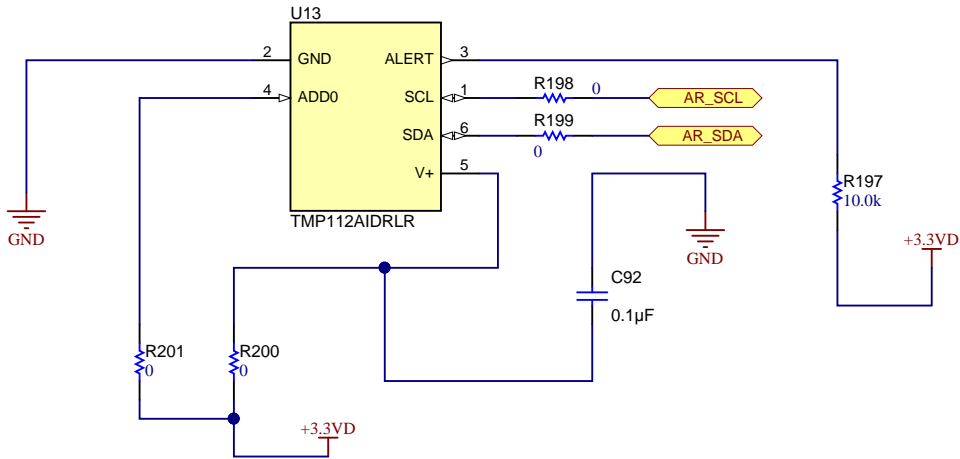 U13
2 GND ALERT 3
4 ADD0 SCL 1 R198 0 AR_SCL
SDA 6 R199 0 AR_SDA
V+ 5
TMP112AIDRLR
GND
R197
10.0k
GND
+3.3VD
C92
0.1µF
R201
0
R200
0
+3.3VD